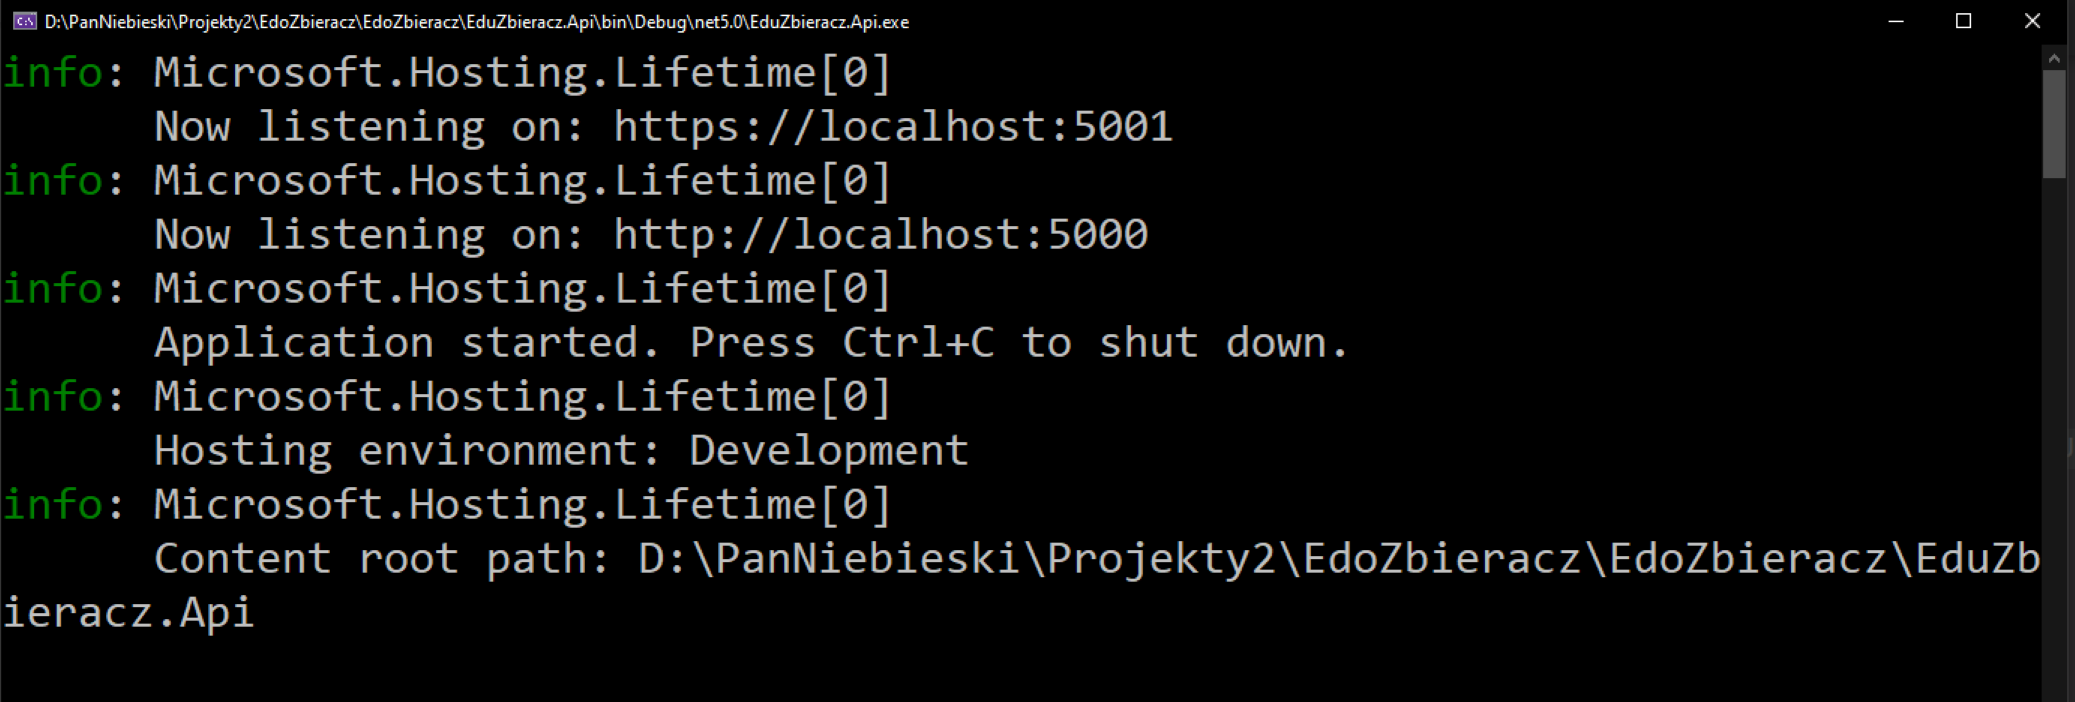 D:\PanNiebieski\Projekty2\EdoZbieracz\EdoZbieracz\EduZbieracz.Api\bin\Debug\net5.0\EduZbieracz.Api.exe
info: Microsoft.Hosting.Lifetime[0]
Now listening on: https://localhost:5001
info: Microsoft.Hosting.Lifetime[0]
Now listening on: http://localhost:5000
info: Microsoft.Hosting.Lifetime[0]
Application started. Press Ctrl+C to shut down.
info: Microsoft.Hosting.Lifetime[0]
Hosting environment: Development
info: Microsoft.Hosting.Lifetime[0]
Content root path: D:\PanNiebieski\Projekty2\EdoZbieracz\EdoZbieracz\EduZb
ieracz.Api